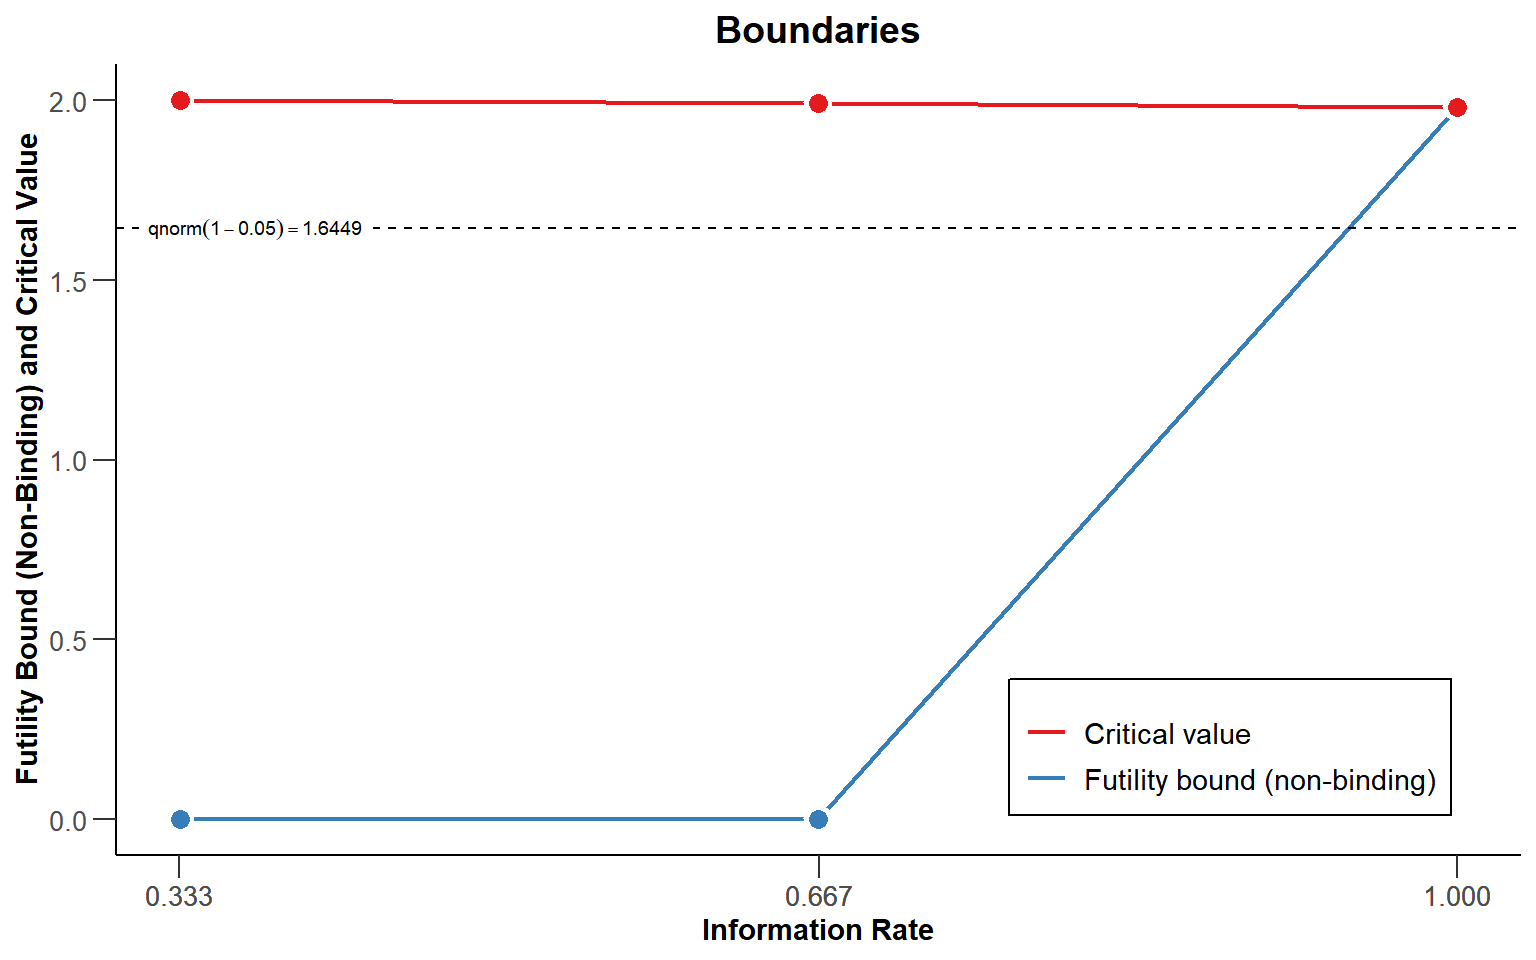 Boundaries
Futility Bound (Non-Binding) and Critical Value
2.0
1.5
1.0
0.5
0.0
qnorm(1 − 0.05) = 1.6449
Critical value
Futility bound (non-binding)
0.333
0.667
1.000
Information Rate